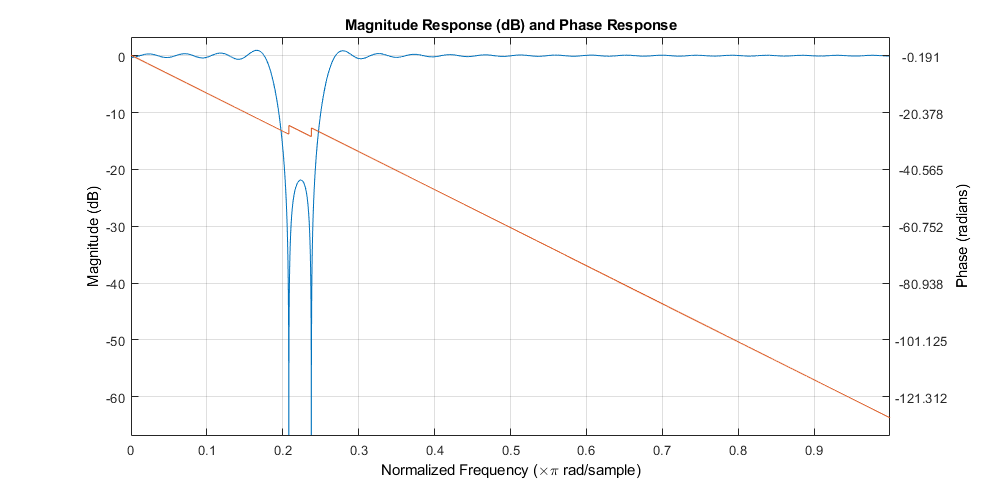 Magnitude Response (dB) and Phase Response
0
-10
-20
-30
-40
-50
-60
Magnitude (dB)
-0.191
-20.378
-40.565
-60.752
-80.938
-101.125
-121.312
Phase (radians)
0 0.1 0.2 0.3 0.4 0.5 0.6 0.7 0.8 0.9
Normalized Frequency (×π rad/sample)